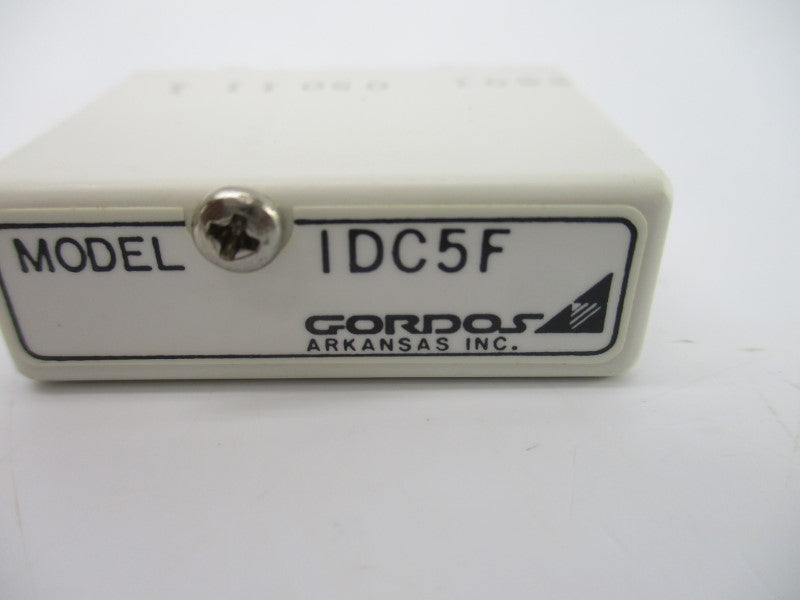 MODEL IDC5F
GORDOS
ARKANSAS INC.